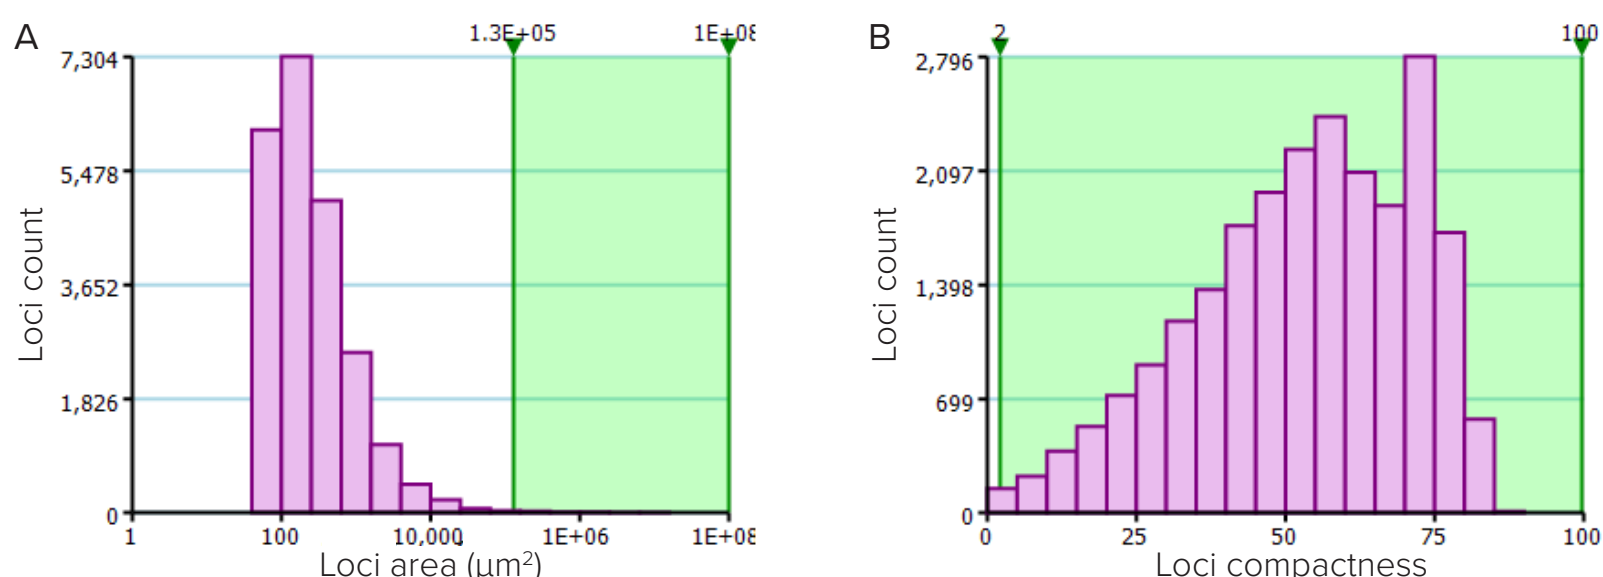 A
1.3E+05
1E+08
7,304
5,478
3,652
1,826
0
Loci count
1
100
10,000
1E+06
1E+08
Loci area (µm²)
B
2
100
2,796
2,097
1,398
699
0
Loci count
0
25
50
75
100
Loci compactness